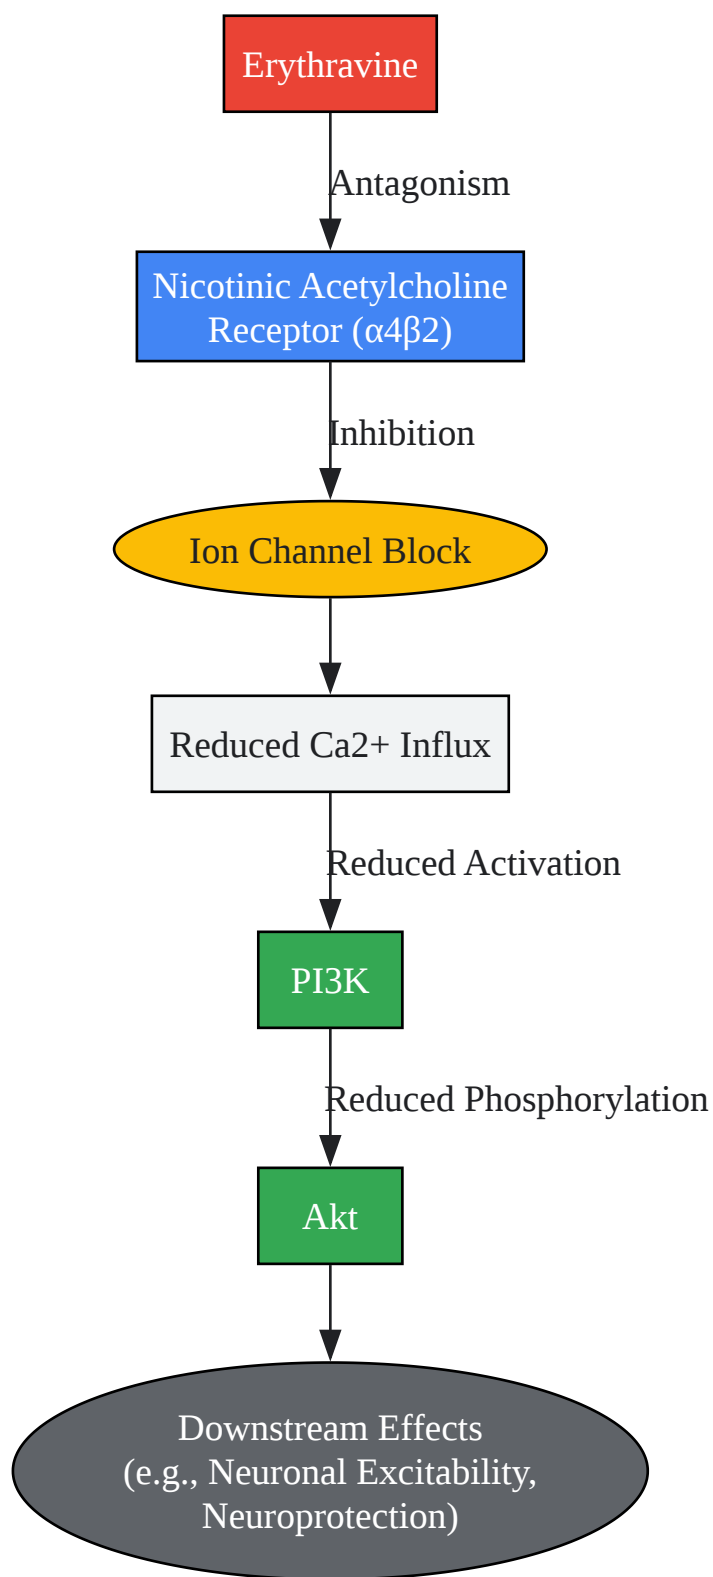 Erythravine
Antagonism
Nicotinic Acetylcholine
Receptor (α4β2)
Inhibition
Ion Channel Block
Reduced Ca2+ Influx
Reduced Activation
PI3K
Reduced Phosphorylation
Akt
Downstream Effects
(e.g., Neuronal Excitability,
Neuroprotection)